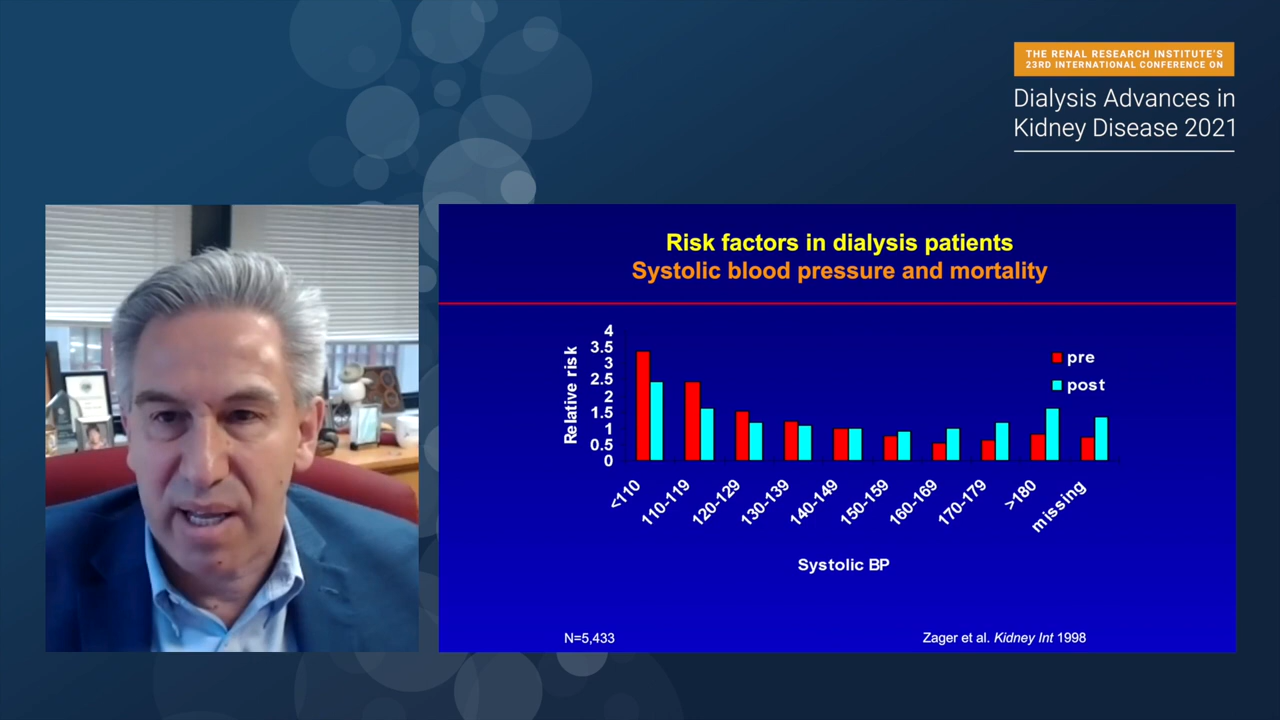 THE RENAL RESEARCH INSTITUTE'S
23RD INTERNATIONAL CONFERENCE ON
Dialysis Advances in
Kidney Disease 2021
Risk factors in dialysis patients
Systolic blood pressure and mortality
Relative risk
4
3.5
3
2.5
2
1.5
1
0.5
0
pre
post
<110
110-119
120-129
130-139
140-149
150-159
160-169
170-179
>180
missing
Systolic BP
N=5,433
Zager et al. Kidney Int 1998